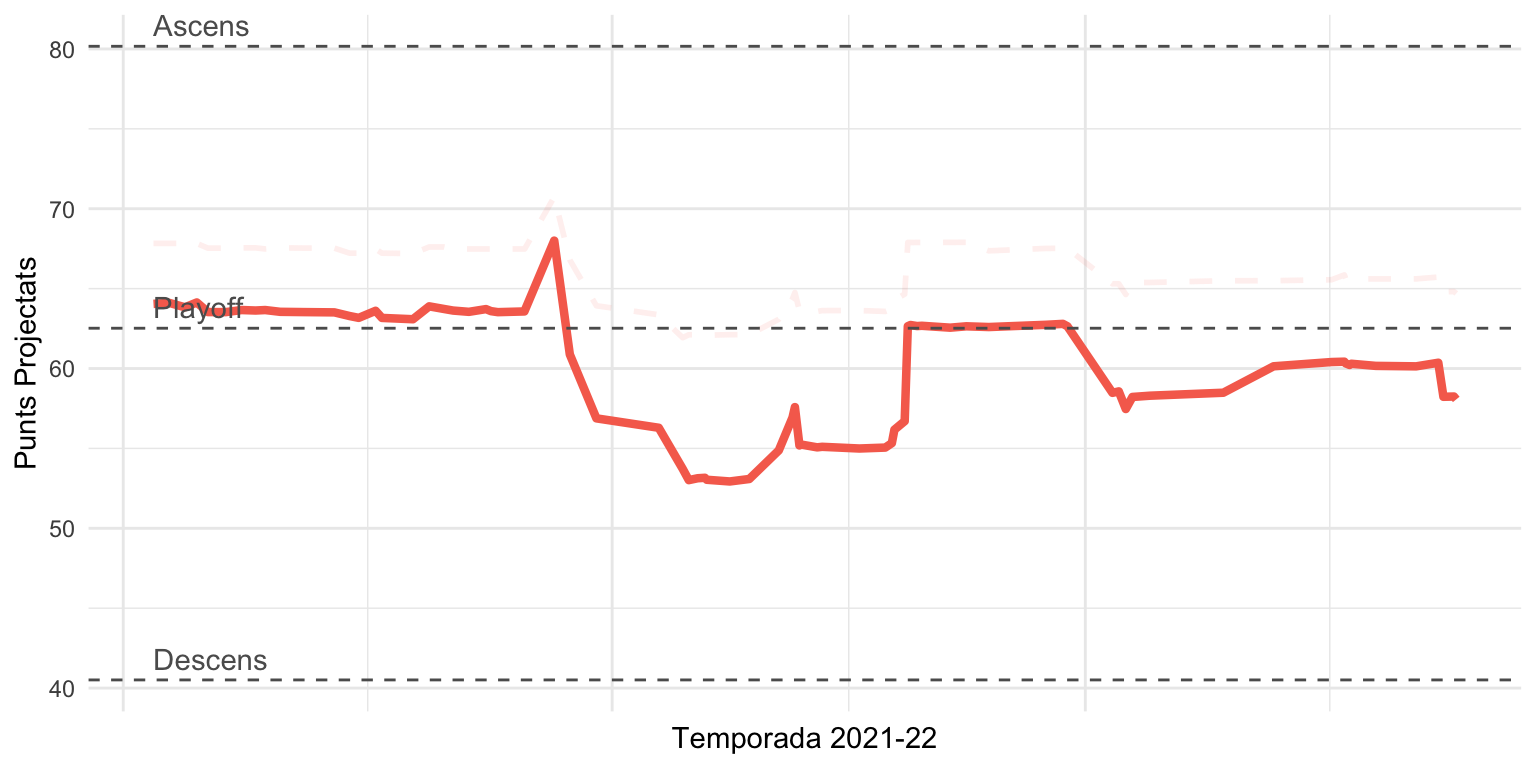 Ascens
80
70
Playoff
60
50
Descens
40
Punts Projectats
Temporada 2021-22